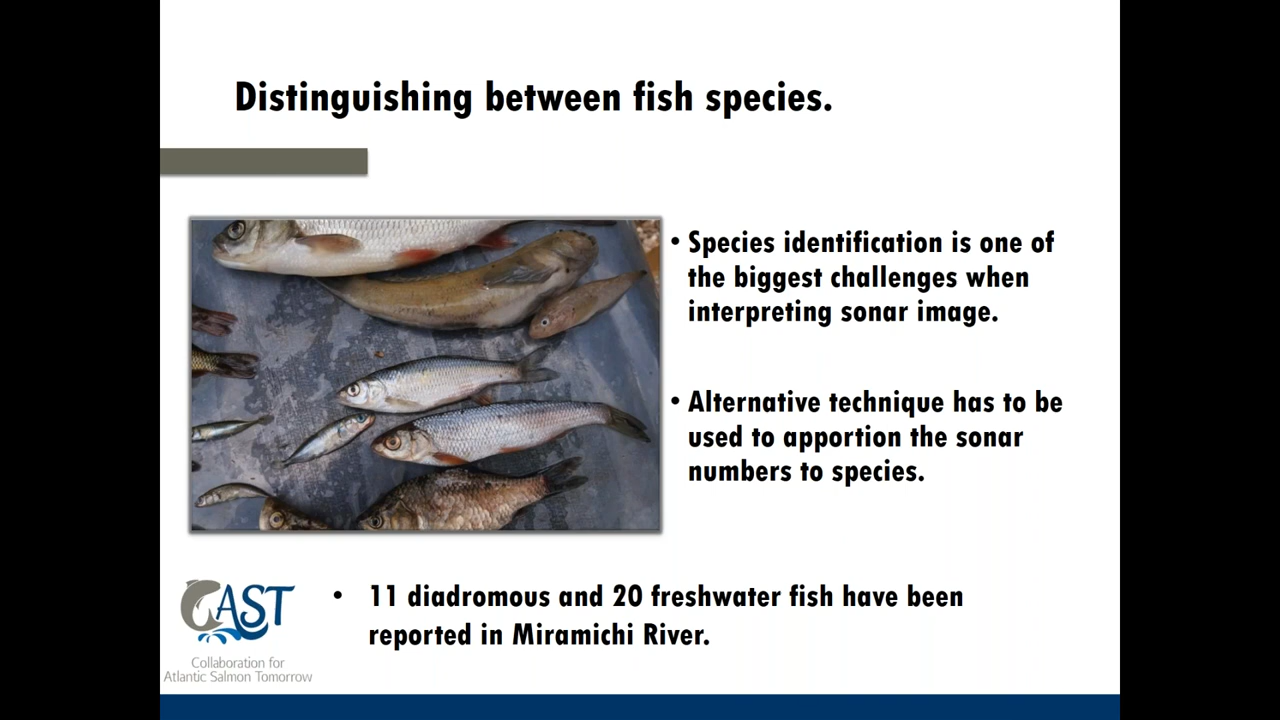 Distinguishing between fish species.
• Species identification is one of
the biggest challenges when
interpreting sonar image.
• Alternative technique has to be
used to apportion the sonar
numbers to species.
• 11 diadromous and 20 freshwater fish have been
reported in Miramichi River.
CAST
Collaboration for
Atlantic Salmon Tomorrow